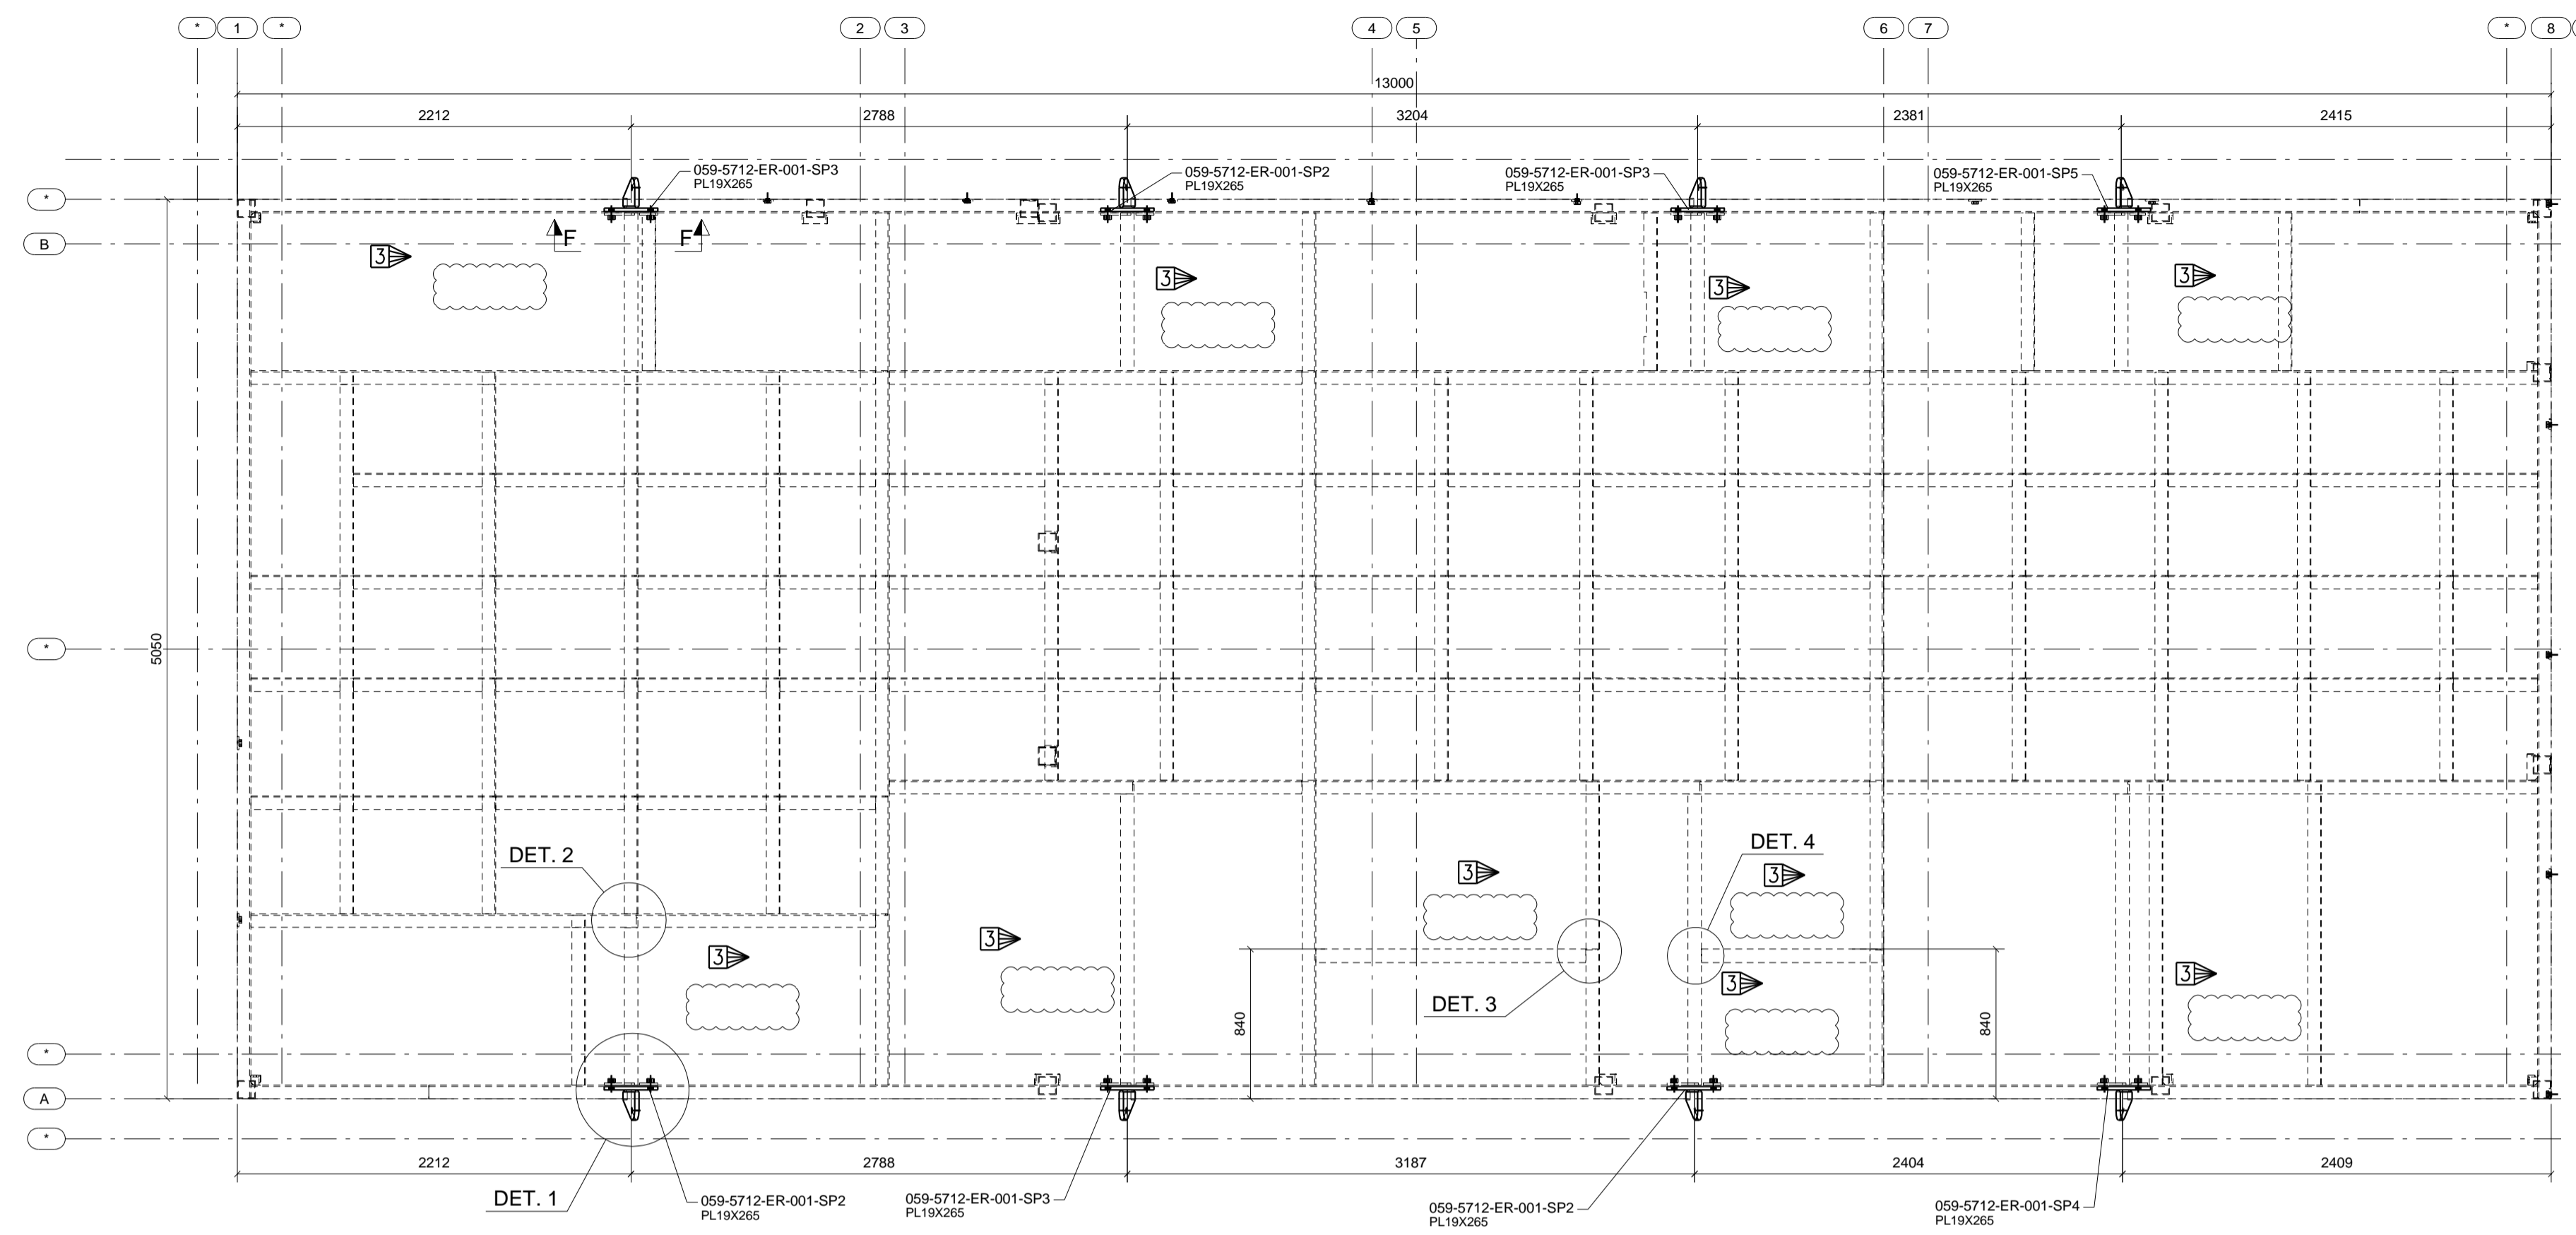 * 1 * 2 3 4 5 6 7 * 8
13000
2212 2788 3204 2381 2415
059-5712-ER-001-SP3
PL19X265
059-5712-ER-001-SP2
PL19X265
059-5712-ER-001-SP3
PL19X265
059-5712-ER-001-SP5
PL19X265
*
B
F F
3 3 3 3
*
5050
DET. 2
DET. 4
3 3
3 3
3 3
DET. 3
840 840
*
A
*
2212 2788 3187 2404 2409
DET. 1
059-5712-ER-001-SP2
PL19X265
059-5712-ER-001-SP3
PL19X265
059-5712-ER-001-SP2
PL19X265
059-5712-ER-001-SP4
PL19X265